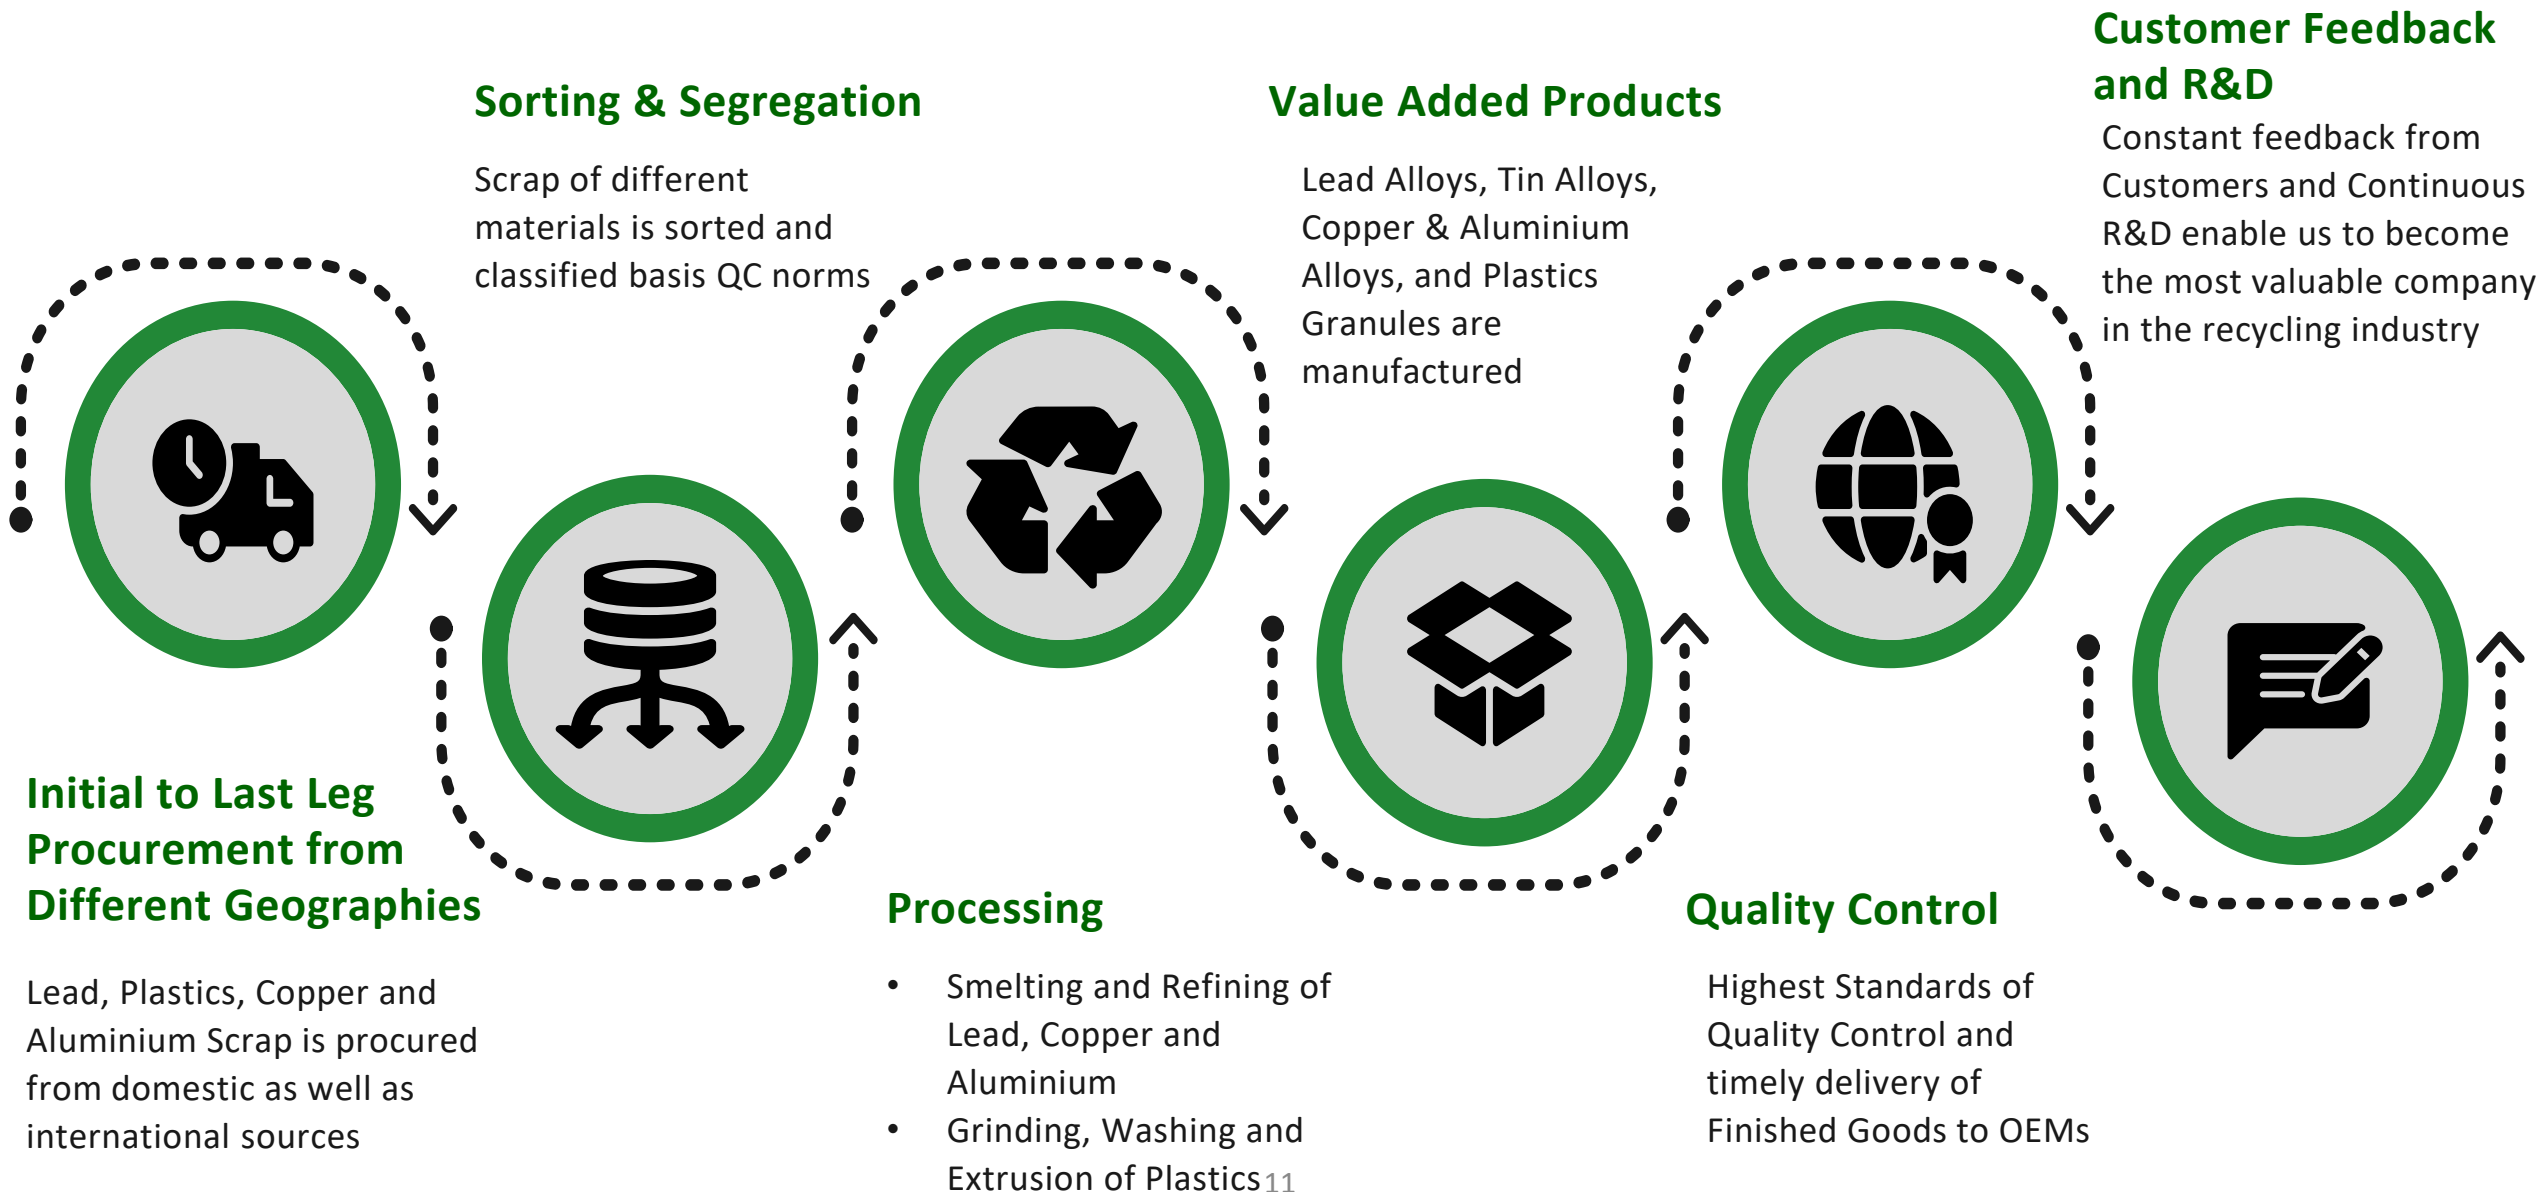 Initial to Last Leg
Procurement from
Different Geographies
Lead, Plastics, Copper and
Aluminium Scrap is procured
from domestic as well as
international sources
Sorting & Segregation
Scrap of different
materials is sorted and
classified basis QC norms
Processing
• Smelting and Refining of
Lead, Copper and
Aluminium
• Grinding, Washing and
Extrusion of Plastics
Value Added Products
Lead Alloys, Tin Alloys,
Copper & Aluminium
Alloys, and Plastics
Granules are
manufactured
Quality Control
Highest Standards of
Quality Control and
timely delivery of
Finished Goods to OEMs
Customer Feedback
and R&D
Constant feedback from
Customers and Continuous
R&D enable us to become
the most valuable company
in the recycling industry
11